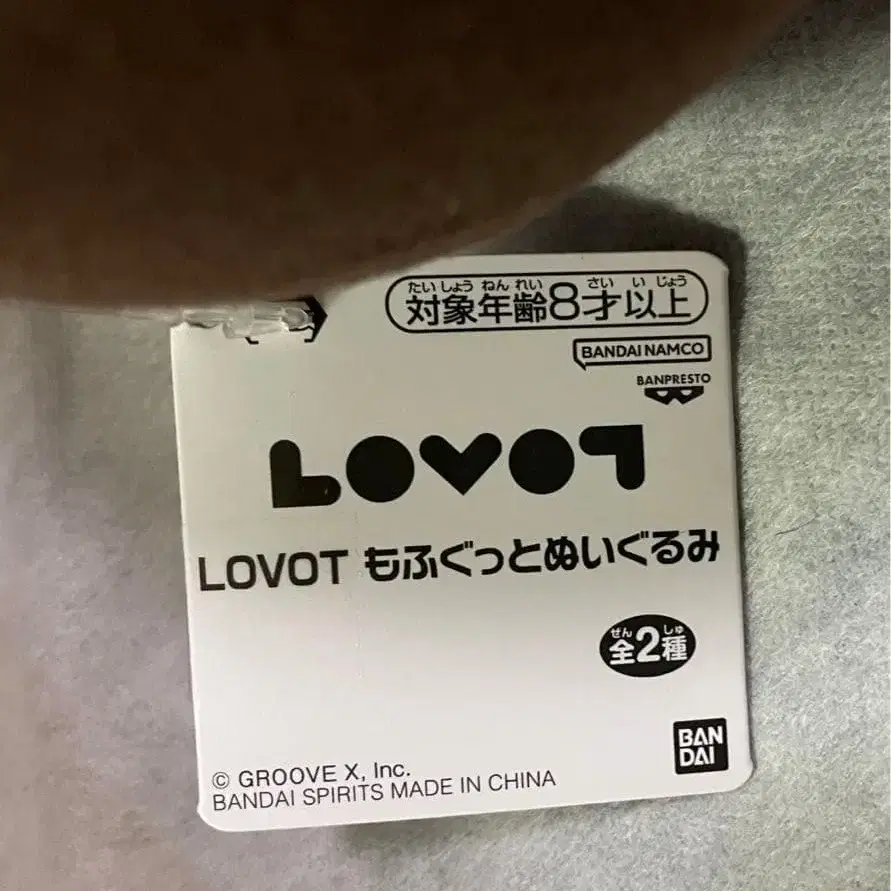 たいしょうねんれい さいいじょう
対象年齢8才以上
BANDAI NAMCO
BANPRESTO
LOVOT
LOVOT もふぐっとぬいぐるみ
ぜん しゅ
全2種
BAN
DAI
© GROOVE X, Inc.
BANDAI SPIRITS MADE IN CHINA